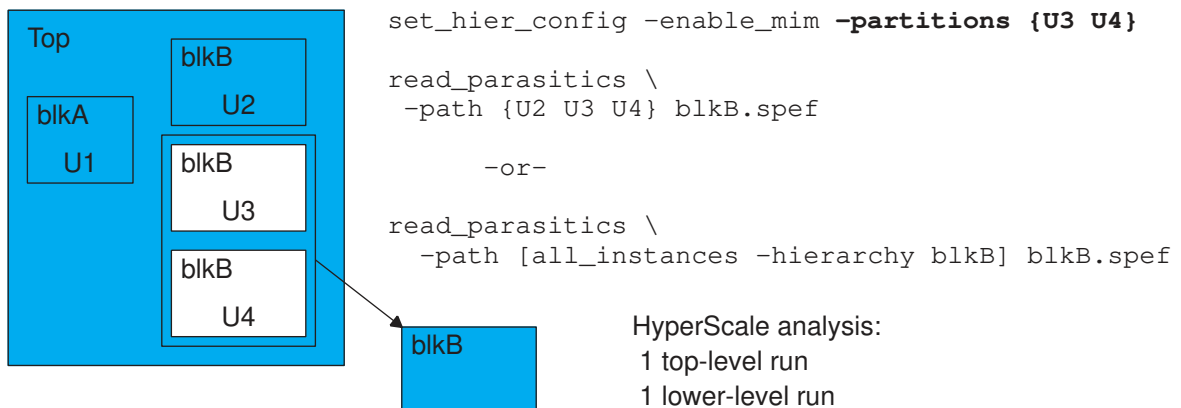 Top
blkA
U1
blkB
U2
blkB
U3
blkB
U4
blkB
set_hier_config -enable_mim -partitions {U3 U4}
read_parasitics \
-path {U2 U3 U4} blkB.spef
-or-
read_parasitics \
-path [all_instances -hierarchy blkB] blkB.spef
HyperScale analysis:
1 top-level run
1 lower-level run